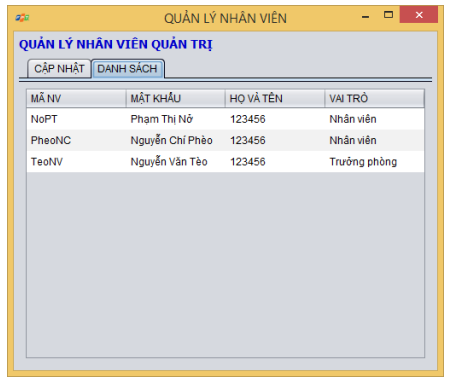 QUẢN LÝ NHÂN VIÊN
QUẢN LÝ NHÂN VIÊN QUẢN TRỊ
CẬP NHẬT DANH SÁCH
MÃ NV MẬT KHẨU HỌ VÀ TÊN VAI TRÒ
NoPT Phạm Thị Nở 123456 Nhân viên
PheoNC Nguyễn Chí Phèo 123456 Nhân viên
TeoNV Nguyễn Văn Tèo 123456 Trưởng phòng